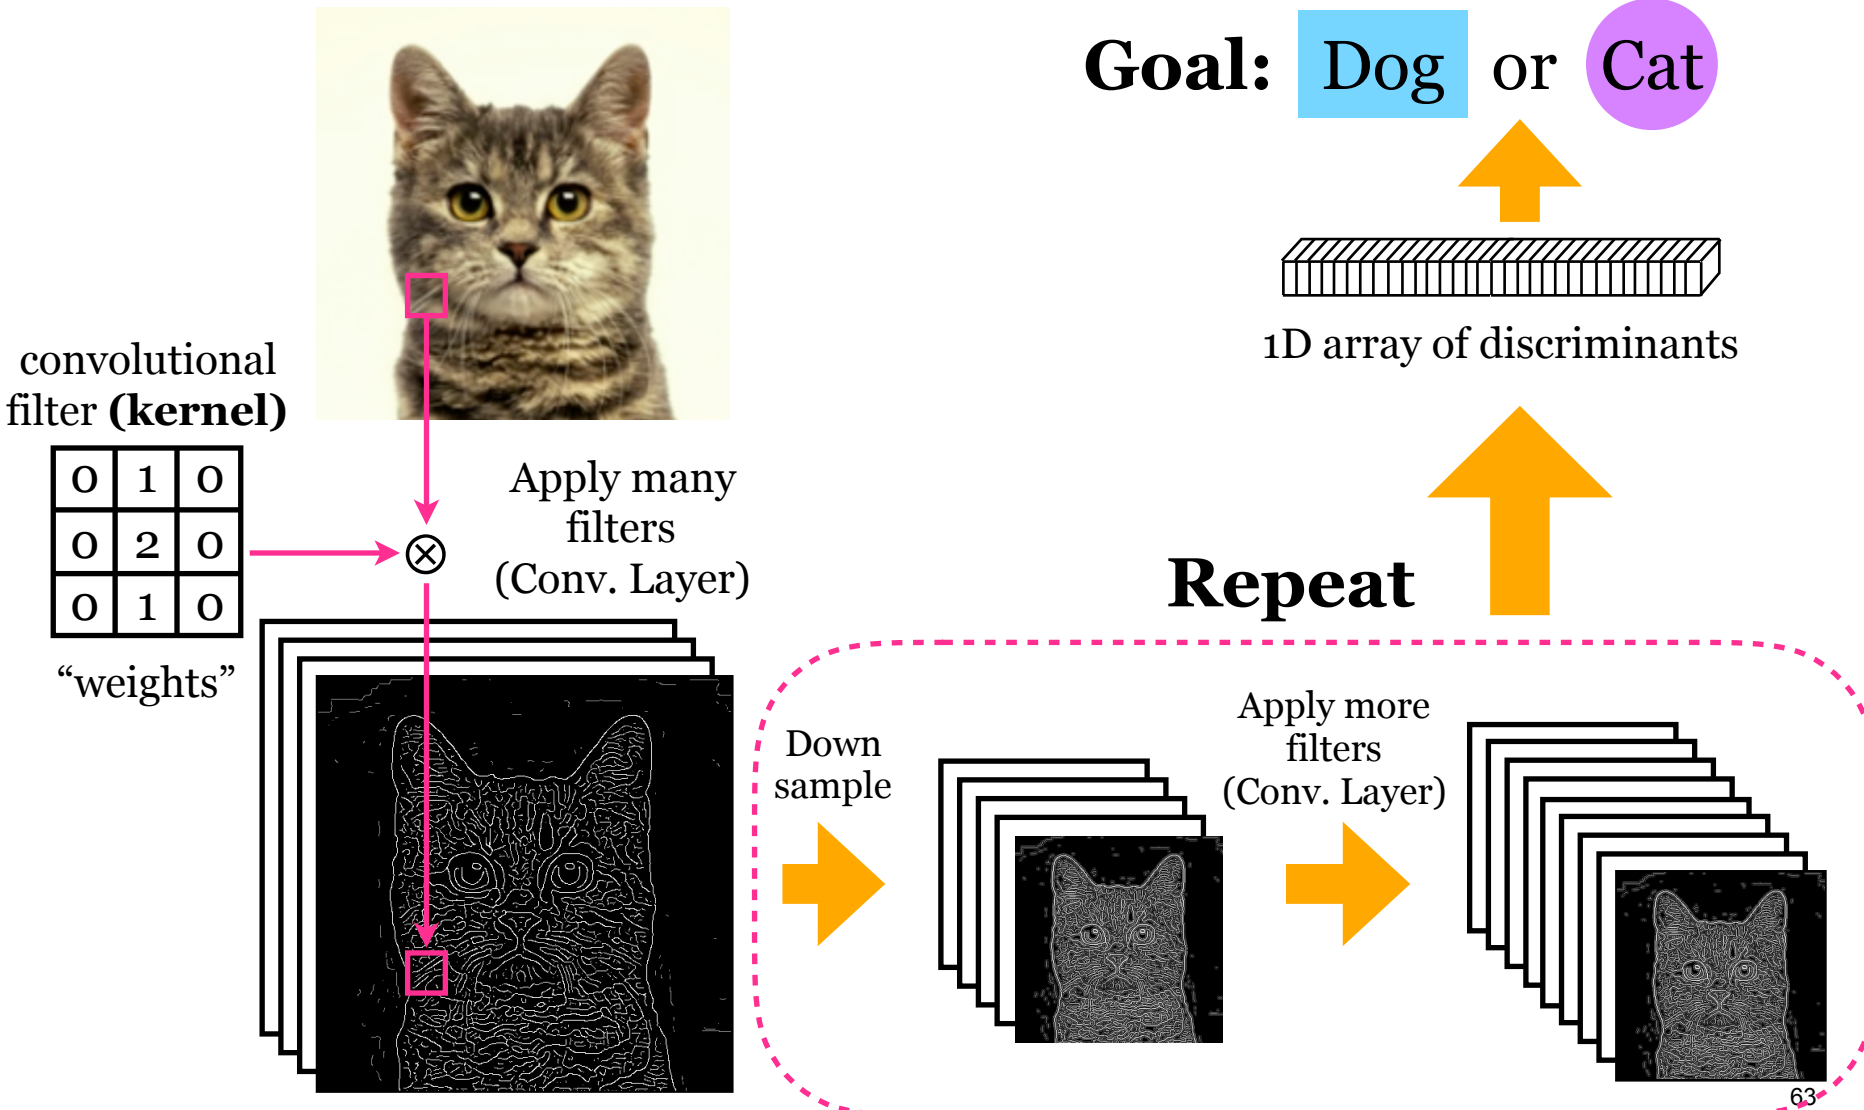 Goal: Dog or Cat
1D array of discriminants
convolutional
filter (kernel)
0 1 0
0 2 0
0 1 0
“weights”
Apply many
filters
(Conv. Layer)
Repeat
Down
sample
Apply more
filters
(Conv. Layer)
63